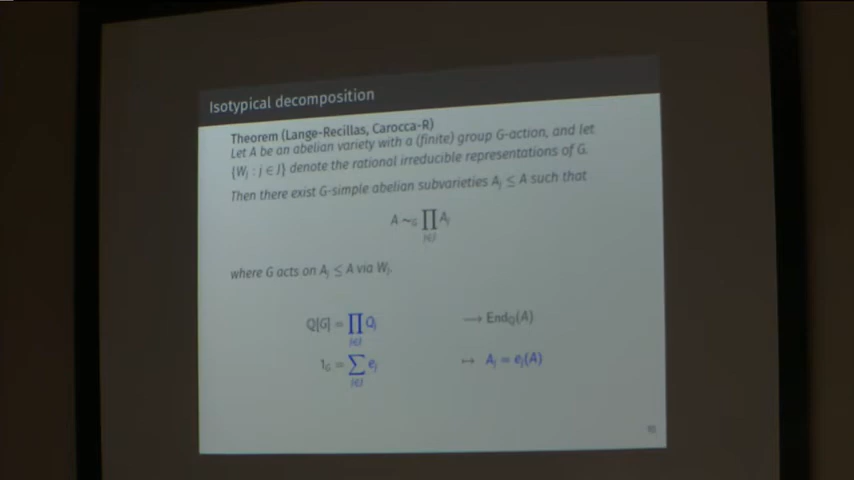 Isotypical decomposition
Theorem (Lange-Recillas, Carocca-R)
Let A be an abelian variety with a (finite) group G-action, and let
{W_j : j ∈ J} denote the rational irreducible representations of G.
Then there exist G-simple abelian subvarieties A_j ≤ A such that
A ∼_G ∏_{j∈J} A_j
where G acts on A_j ≤ A via W_j.
Q[G] = ∏_{j∈J} Q_j ⟶ End_Q(A)
1_G = ∑_{j∈J} e_j ↦ A_j = e_j(A)